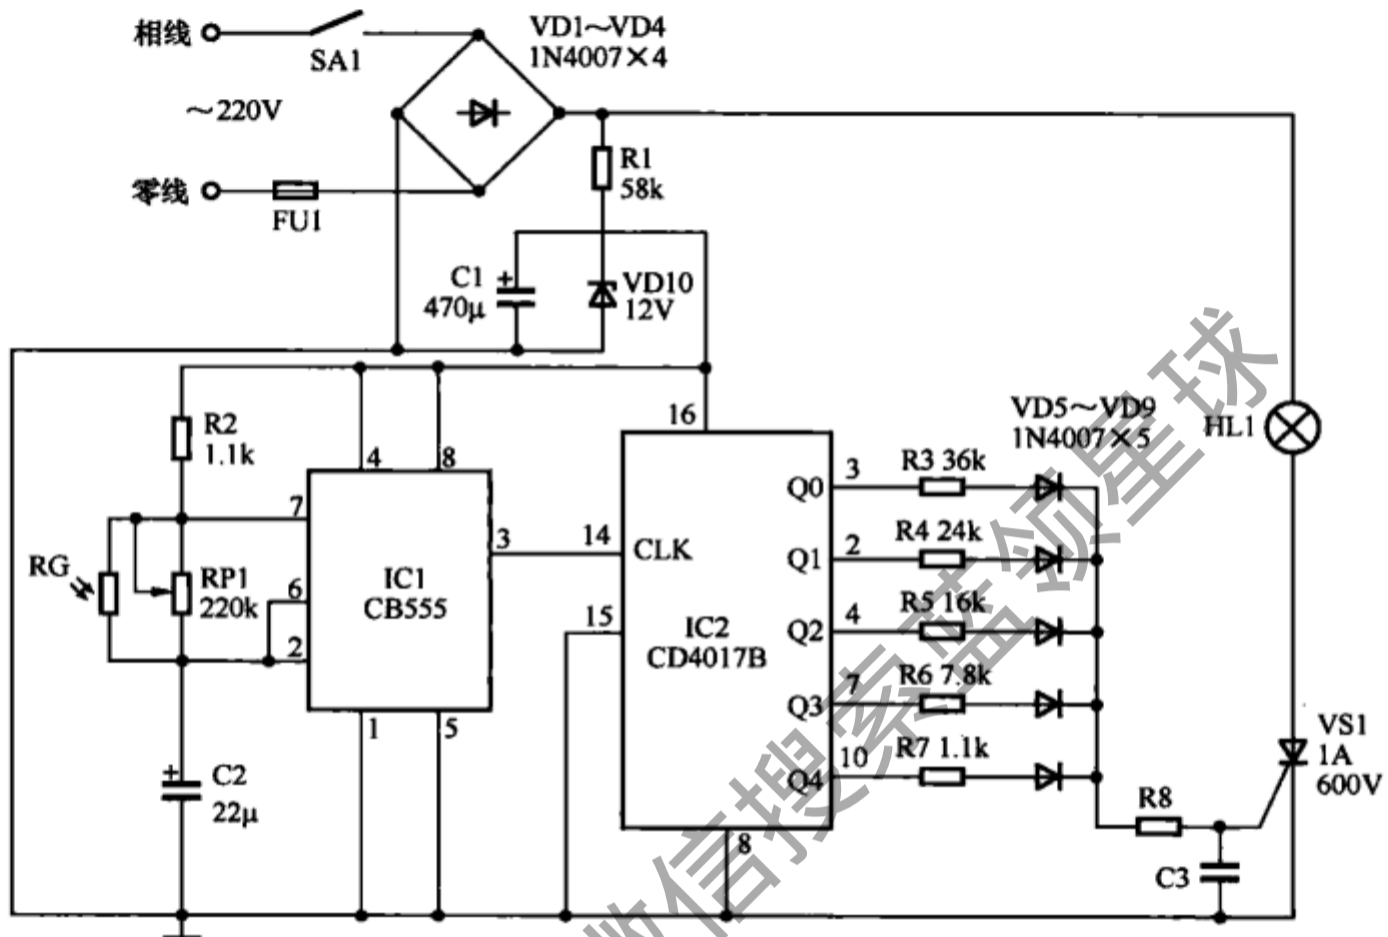 相线
SA1
VD1～VD4
1N4007×4
～220V
零线
FU1
R1
58k
C1
+
470μ
VD10
12V
R2
1.1k
4
8
16
VD5～VD9
1N4007×5
HL1
7
RG
RP1
220k
6
2
IC1
CB555
3
1
5
14
CLK
15
IC2
CD4017B
Q0
3
R3 36k
Q1
2
R4 24k
Q2
4
R5 16k
Q3
7
R6 7.8k
Q4
10
R7 1.1k
8
+
C2
22μ
R8
C3
VS1
1A
600V
微信搜索蓝领星球